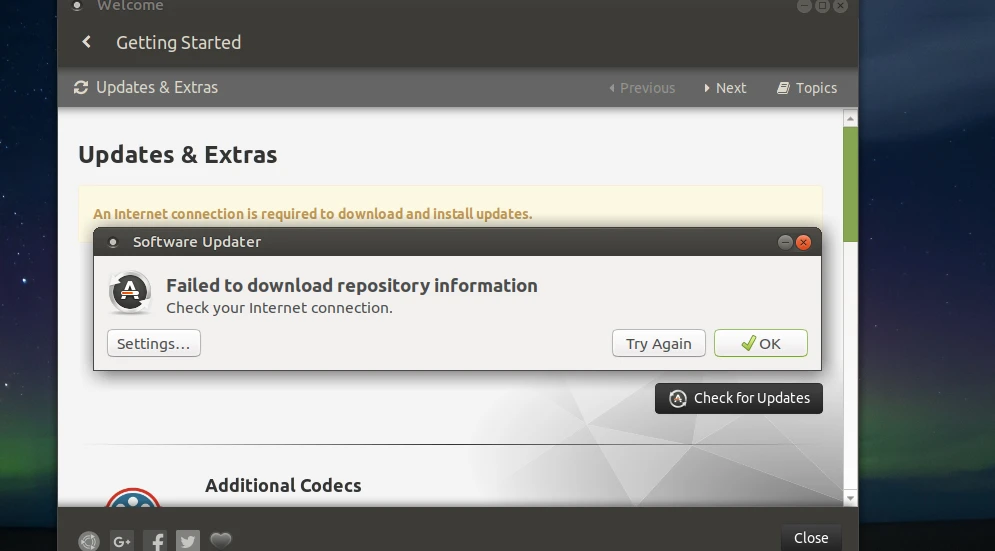 Welcome
Getting Started
Updates & Extras
Previous
Next
Topics
Updates & Extras
An Internet connection is required to download and install updates.
Software Updater
Failed to download repository information
Check your Internet connection.
Settings...
Try Again
OK
Check for Updates
Additional Codecs
G+
f
Close